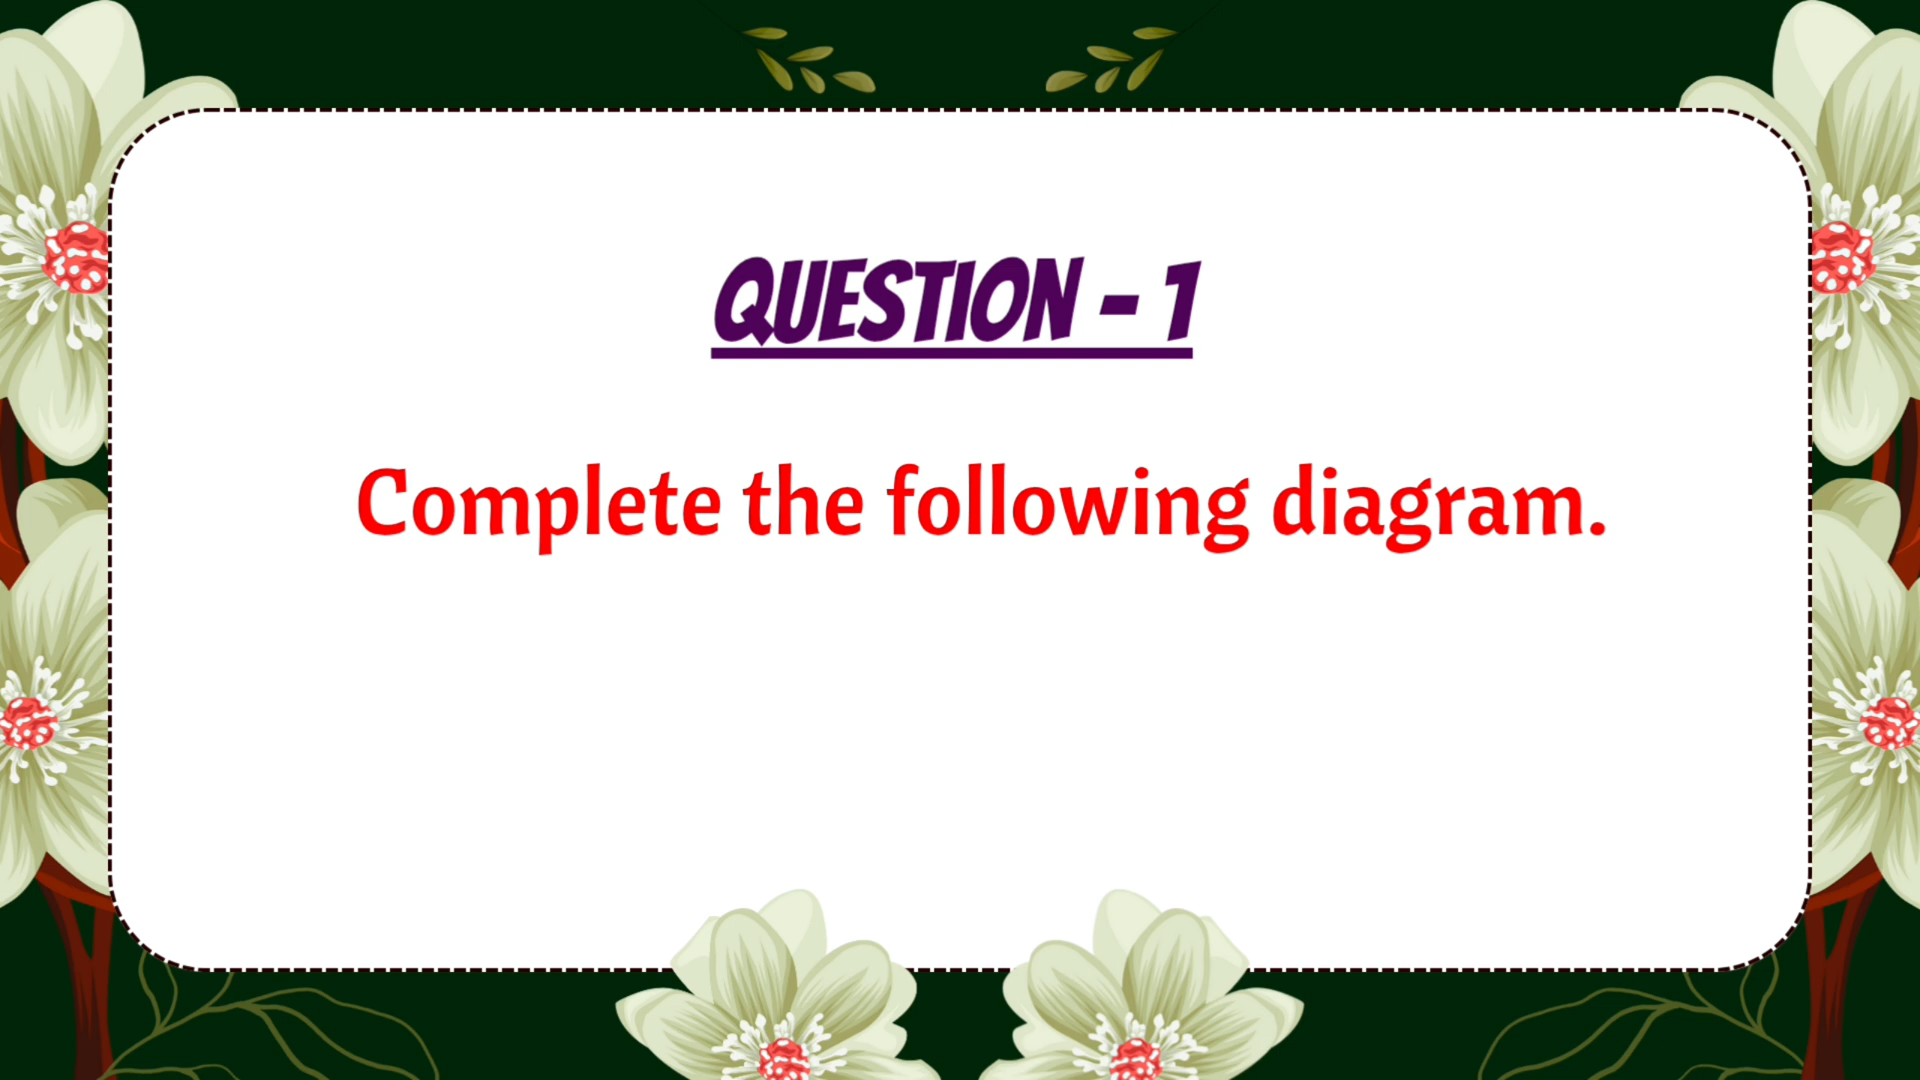 QUESTION - 1
Complete the following diagram.